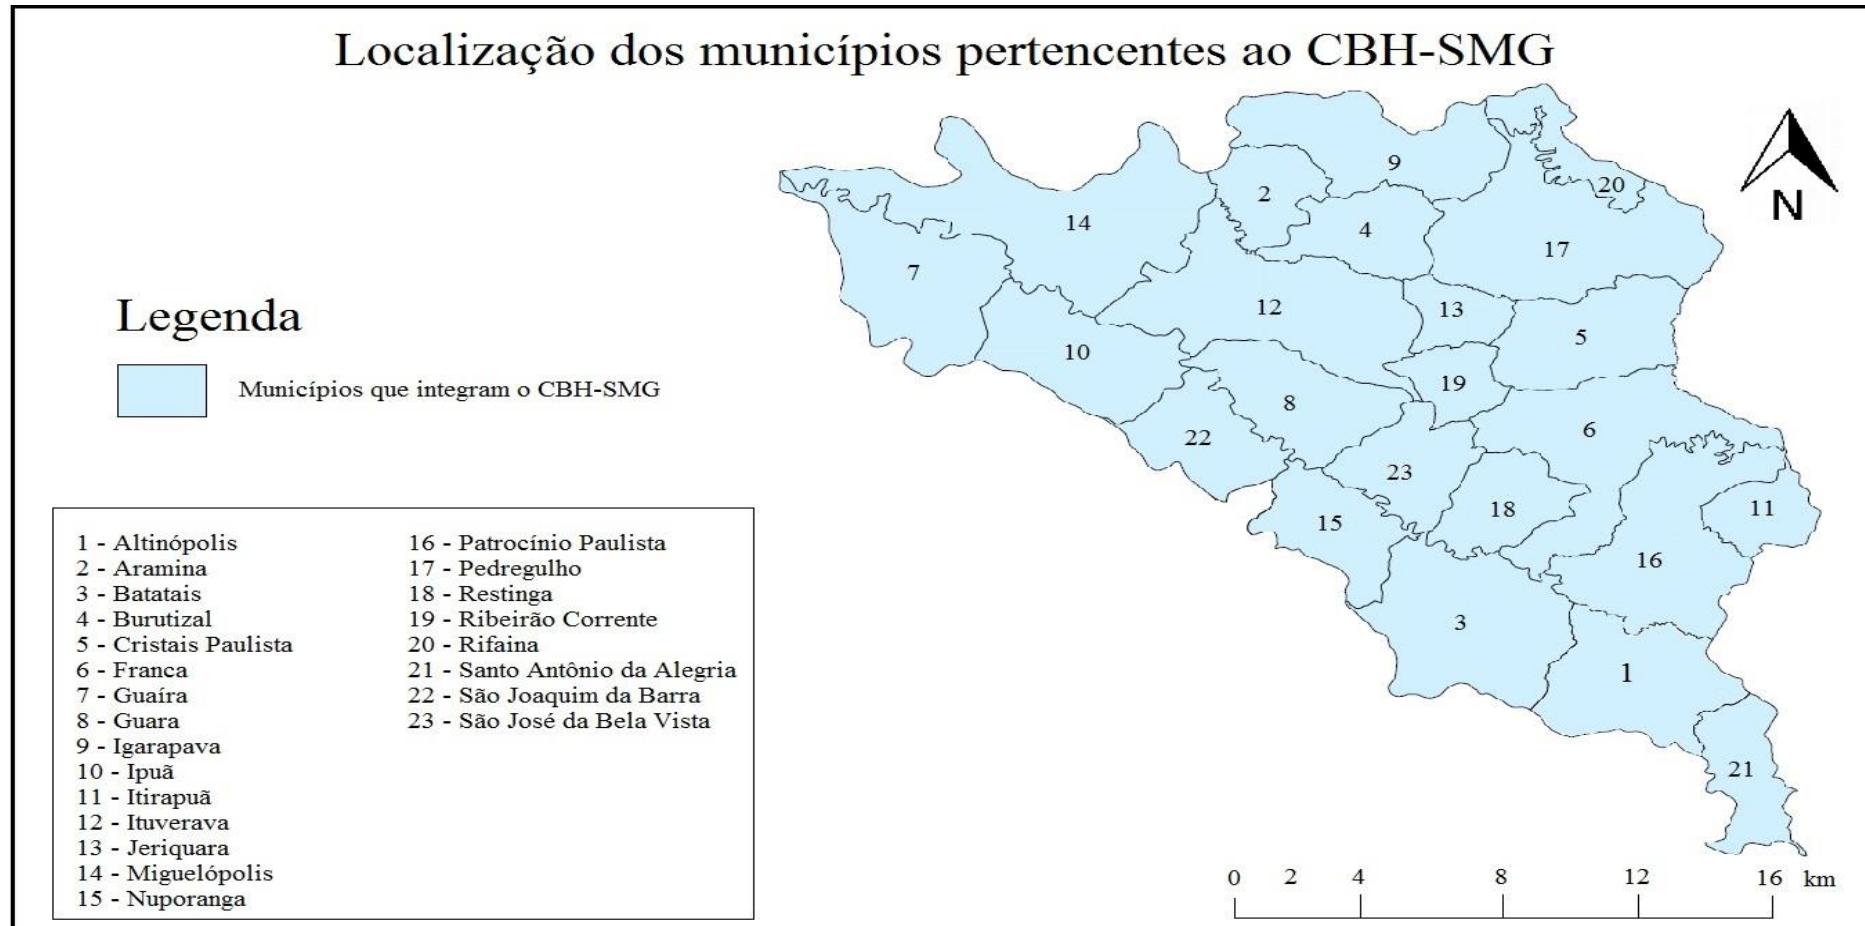 Localização dos municípios pertencentes ao CBH-SMG
9
20
2
14
4
17
N
7
12
13
5
10
19
8
6
22
23
18
11
15
16
3
1
21
Legenda
Municípios que integram o CBH-SMG
1 - Altinópolis
2 - Aramina
3 - Batatais
4 - Burutizal
5 - Cristais Paulista
6 - Franca
7 - Guaíra
8 - Guara
9 - Igarapava
10 - Ipuã
11 - Itirapuã
12 - Ituverava
13 - Jeriquara
14 - Miguelópolis
15 - Nuporanga
16 - Patrocínio Paulista
17 - Pedregulho
18 - Restinga
19 - Ribeirão Corrente
20 - Rifaina
21 - Santo Antônio da Alegria
22 - São Joaquim da Barra
23 - São José da Bela Vista
0 2 4 8 12 16 km